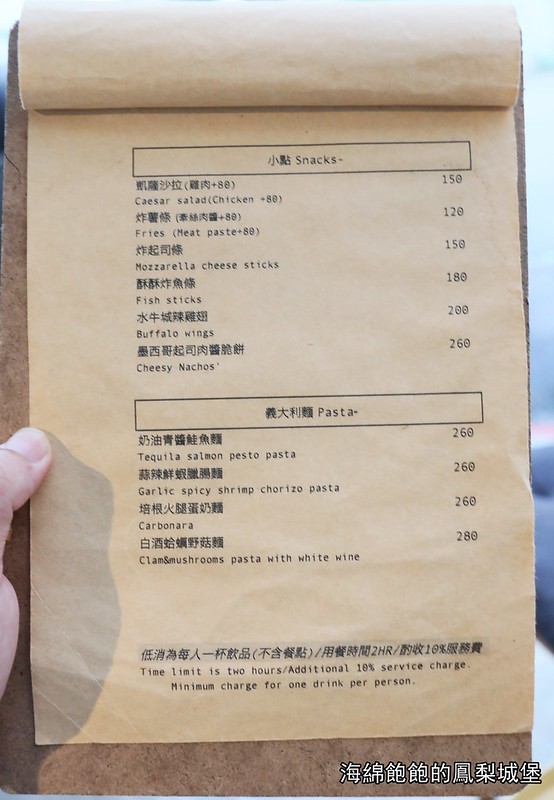 小點 Snacks-
凱薩沙拉(雞肉+80) 150
Caesar salad(Chicken +80)
炸薯條 (牽絲肉醬+80) 120
Fries (Meat paste+80)
炸起司條 150
Mozzarella cheese sticks
酥酥炸魚條 180
Fish sticks
水牛城辣雞翅 200
Buffalo wings
墨西哥起司肉醬脆餅 260
Cheesy Nachos'
義大利麵 Pasta-
奶油青醬鮭魚麵 260
Tequila salmon pesto pasta
蒜辣鮮蝦臘腸麵 260
Garlic spicy shrimp chorizo pasta
培根火腿蛋奶麵 260
Carbonara
白酒蛤蠣野菇麵 280
Clam&mushrooms pasta with white wine
低消為每人一杯飲品(不含餐點)/用餐時間2HR/酌收10%服務費
Time limit is two hours/Additional 10% service charge.
Minimum charge for one drink per person.
海綿飽飽的鳳梨城堡